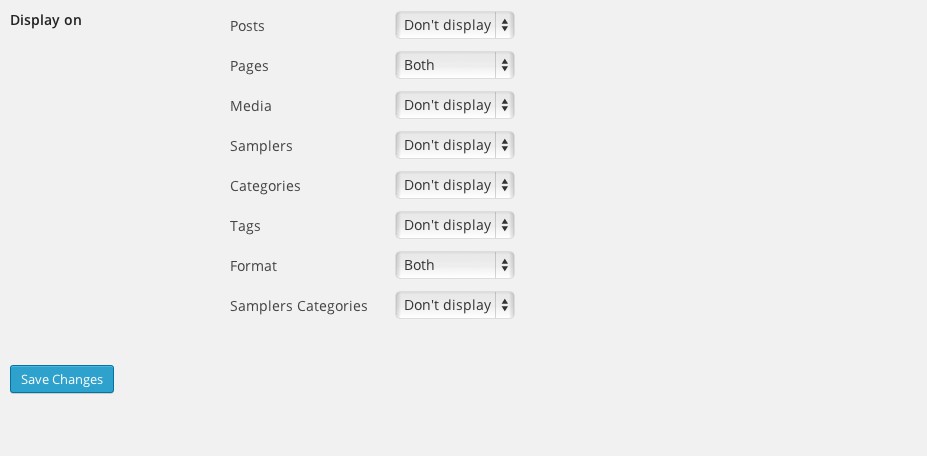 Display on
Posts Don't display
Pages Both
Media Don't display
Samplers Don't display
Categories Don't display
Tags Don't display
Format Both
Samplers Categories Don't display
Save Changes